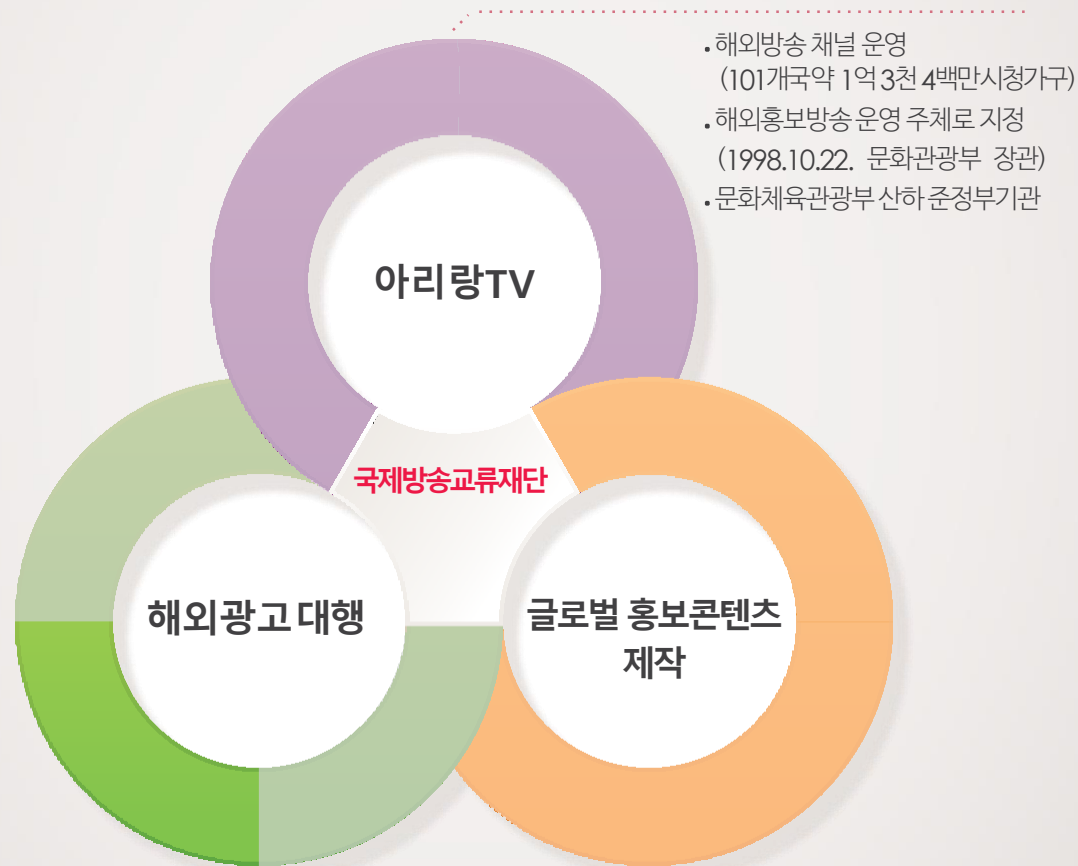 . 해외방송 채널 운영
(101개국약 1억 3천 4백만시청가구)
. 해외홍보방송 운영 주체로 지정
(1998.10.22. 문화관광부 장관)
. 문화체육관광부 산하 준정부기관
아리랑TV
국제방송교류재단
해외광고대행
글로벌 홍보콘텐츠
제작